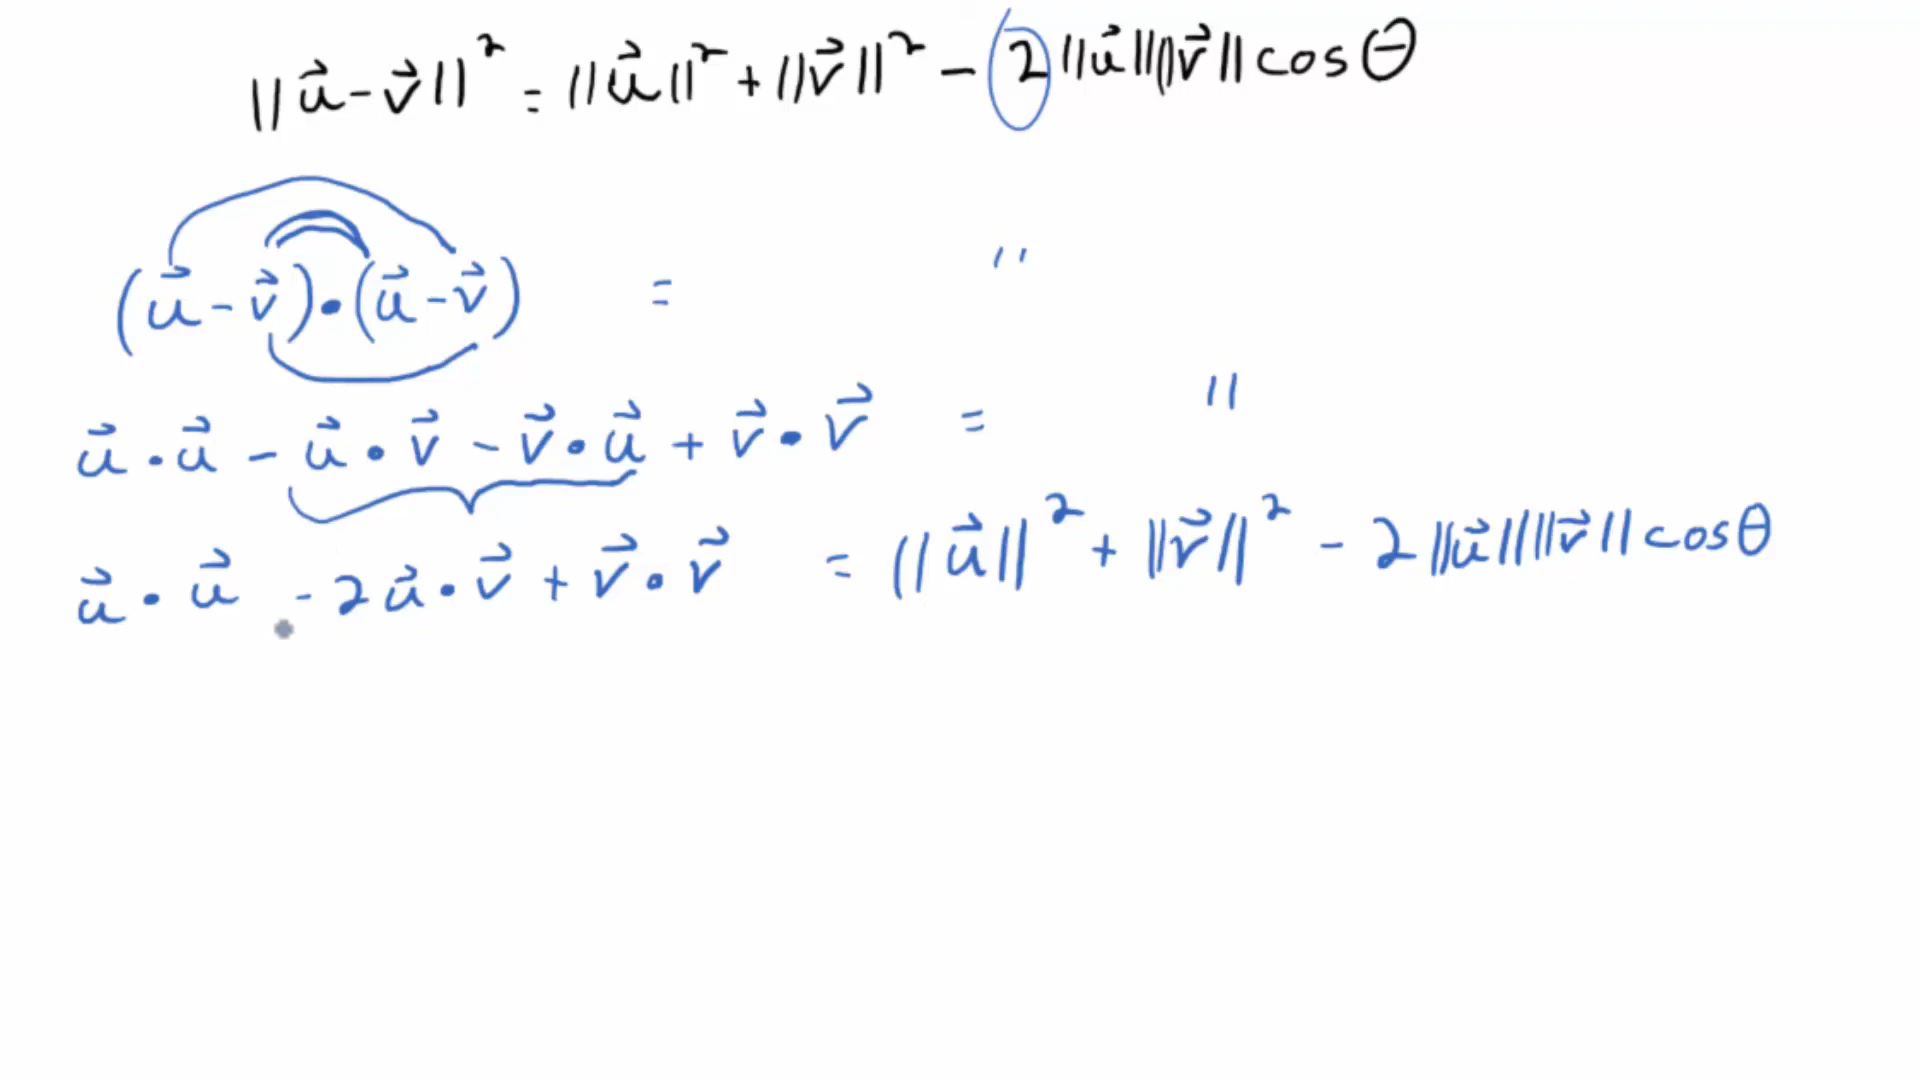 ||u⃗ - v⃗||² = ||u⃗||² + ||v⃗||² - 2||u⃗|| ||v⃗|| cos θ
(u⃗ - v⃗) • (u⃗ - v⃗) = "
u⃗ • u⃗ - u⃗ • v⃗ - v⃗ • u⃗ + v⃗ • v⃗ = "
u⃗ • u⃗ - 2u⃗ • v⃗ + v⃗ • v⃗ = ||u⃗||² + ||v⃗||² - 2||u⃗|| ||v⃗|| cos θ